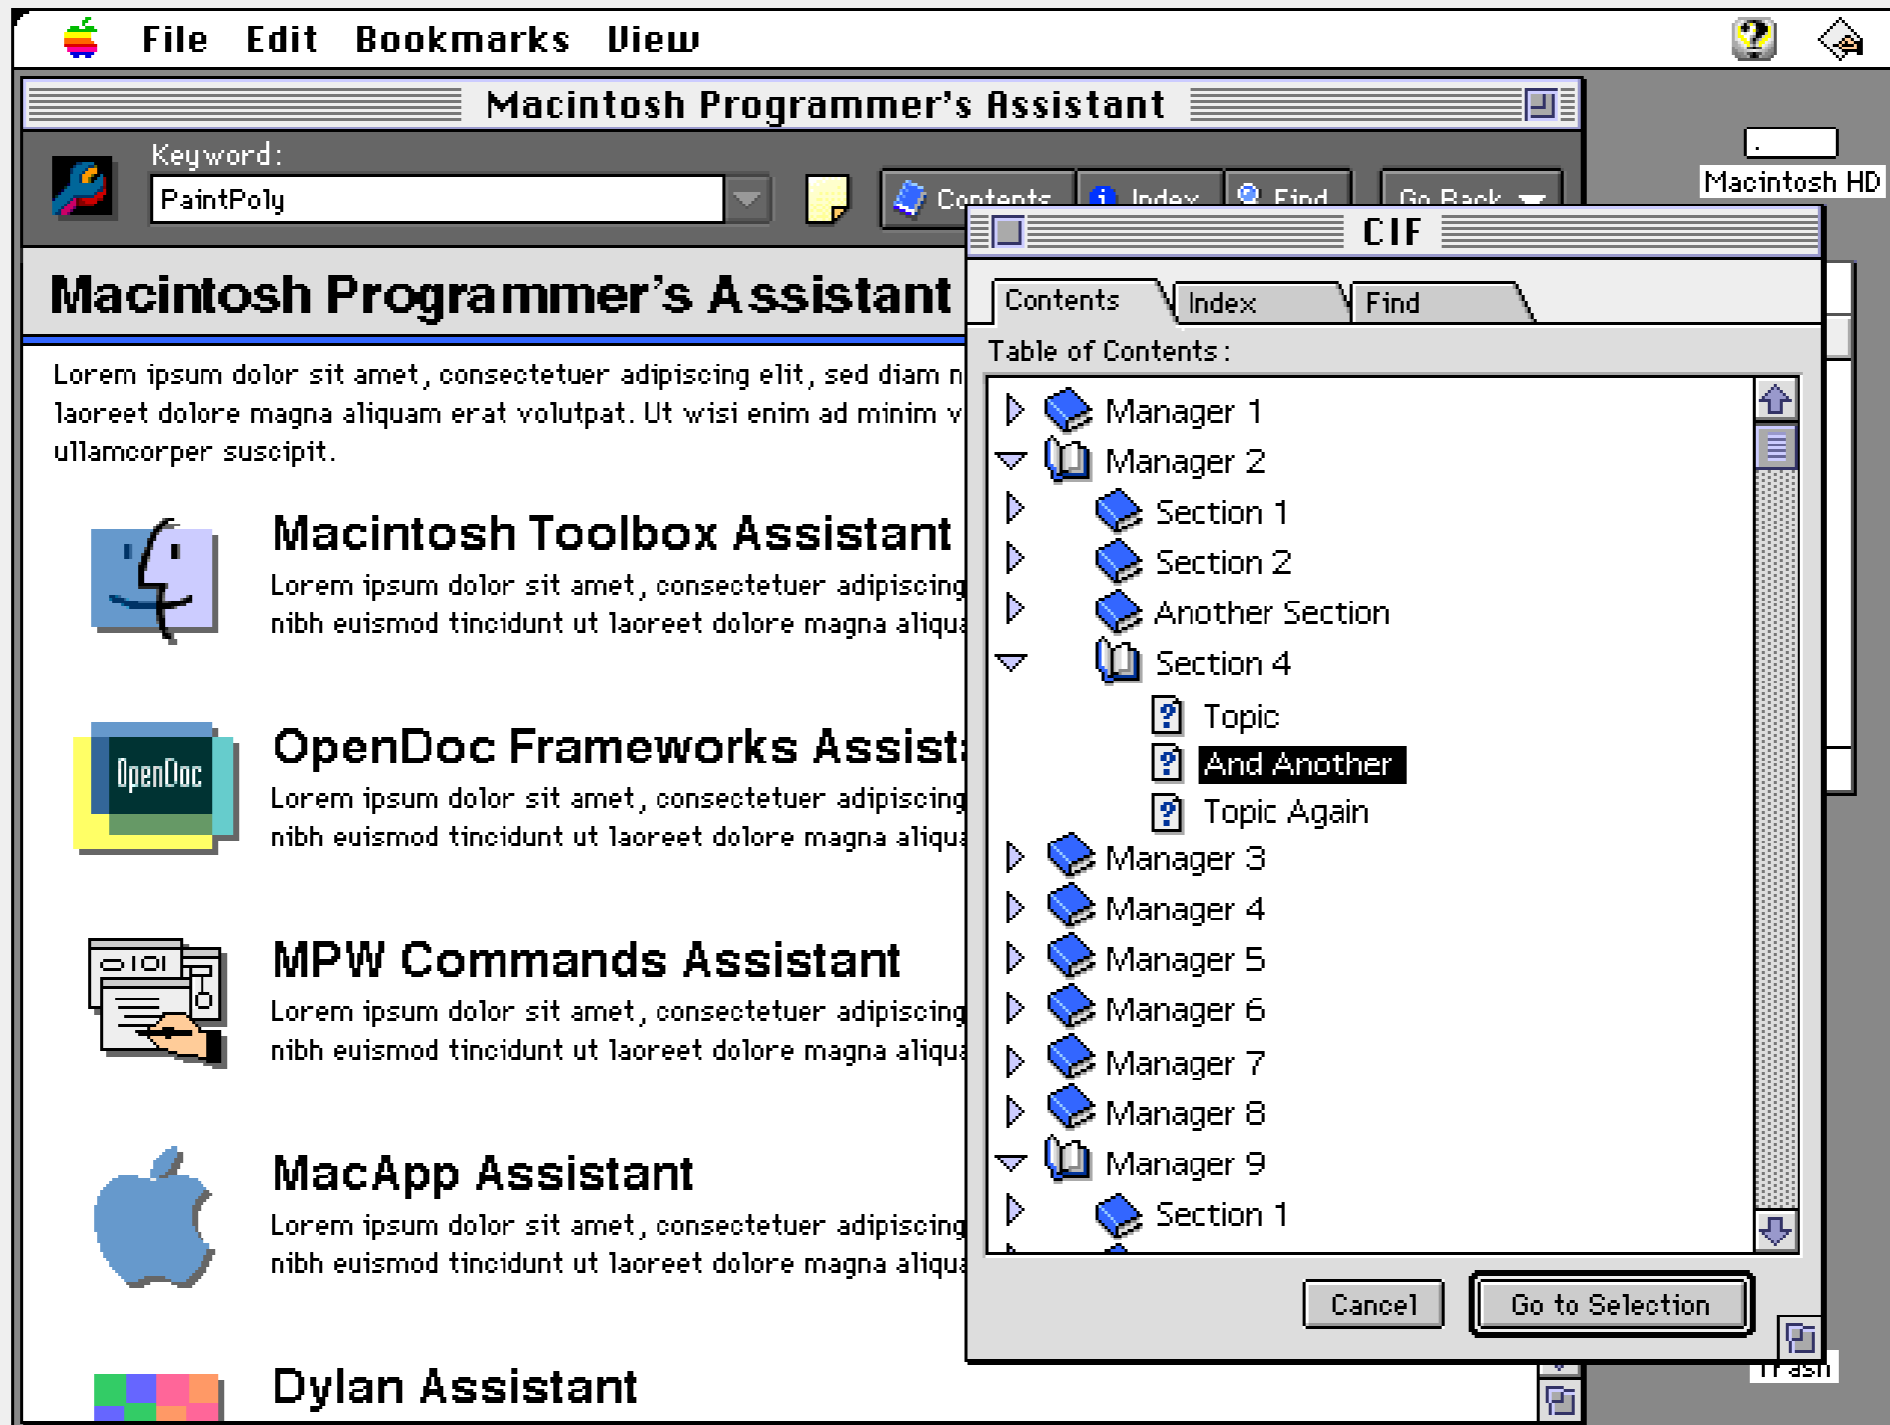 File Edit Bookmarks View
Macintosh Programmer's Assistant
Keyword:
PaintPoly
Contents Index Find Go Back
Macintosh HD
Macintosh Programmer's Assistant
Lorem ipsum dolor sit amet, consectetuer adipiscing elit, sed diam n
laoreet dolore magna aliquam erat volutpat. Ut wisi enim ad minim v
ullamcorper suscipit.
Macintosh Toolbox Assistant
Lorem ipsum dolor sit amet, consectetuer adipiscing
nibh euismod tincidunt ut laoreet dolore magna aliqua
OpenDoc
OpenDoc Frameworks Assista
Lorem ipsum dolor sit amet, consectetuer adipiscing
nibh euismod tincidunt ut laoreet dolore magna aliqua
MPW Commands Assistant
Lorem ipsum dolor sit amet, consectetuer adipiscing
nibh euismod tincidunt ut laoreet dolore magna aliqua
MacApp Assistant
Lorem ipsum dolor sit amet, consectetuer adipiscing
nibh euismod tincidunt ut laoreet dolore magna aliqua
Dylan Assistant
CIF
Contents Index Find
Table of Contents:
Manager 1
Manager 2
Section 1
Section 2
Another Section
Section 4
Topic
And Another
Topic Again
Manager 3
Manager 4
Manager 5
Manager 6
Manager 7
Manager 8
Manager 9
Section 1
Cancel Go to Selection
Trash